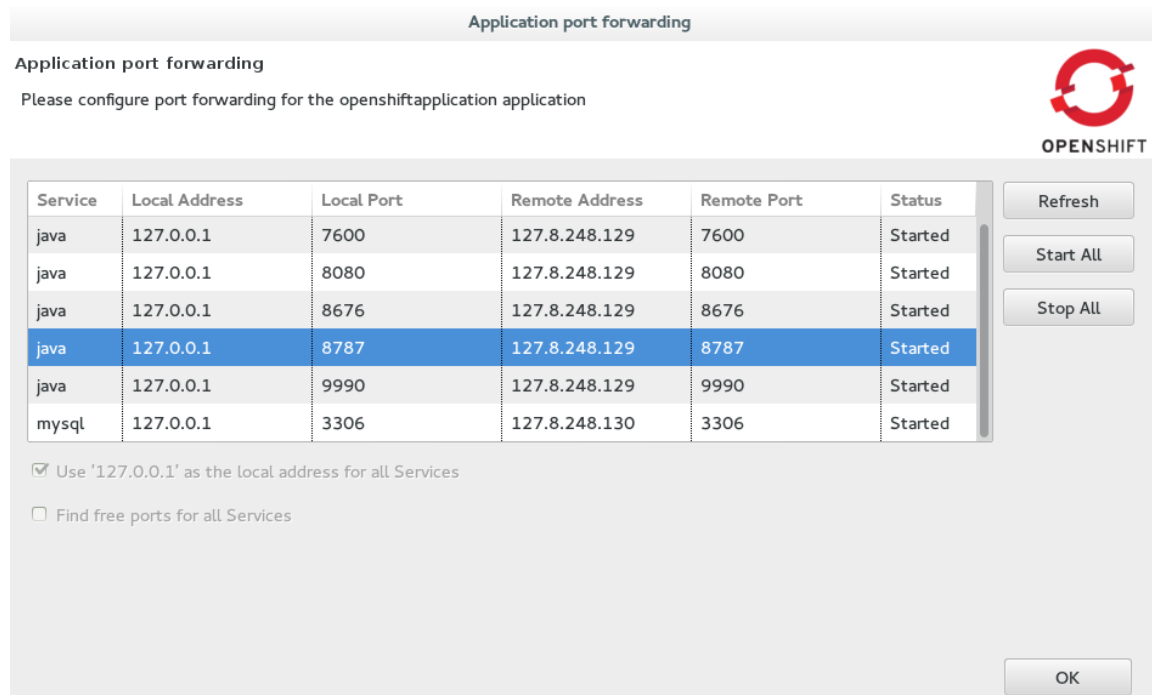 Application port forwarding
Application port forwarding
Please configure port forwarding for the openshiftapplication application
OPENSHIFT
Service Local Address Local Port Remote Address Remote Port Status
java 127.0.0.1 7600 127.8.248.129 7600 Started
java 127.0.0.1 8080 127.8.248.129 8080 Started
java 127.0.0.1 8676 127.8.248.129 8676 Started
java 127.0.0.1 8787 127.8.248.129 8787 Started
java 127.0.0.1 9990 127.8.248.129 9990 Started
mysql 127.0.0.1 3306 127.8.248.130 3306 Started
Refresh
Start All
Stop All
Use '127.0.0.1' as the local address for all Services
Find free ports for all Services
OK